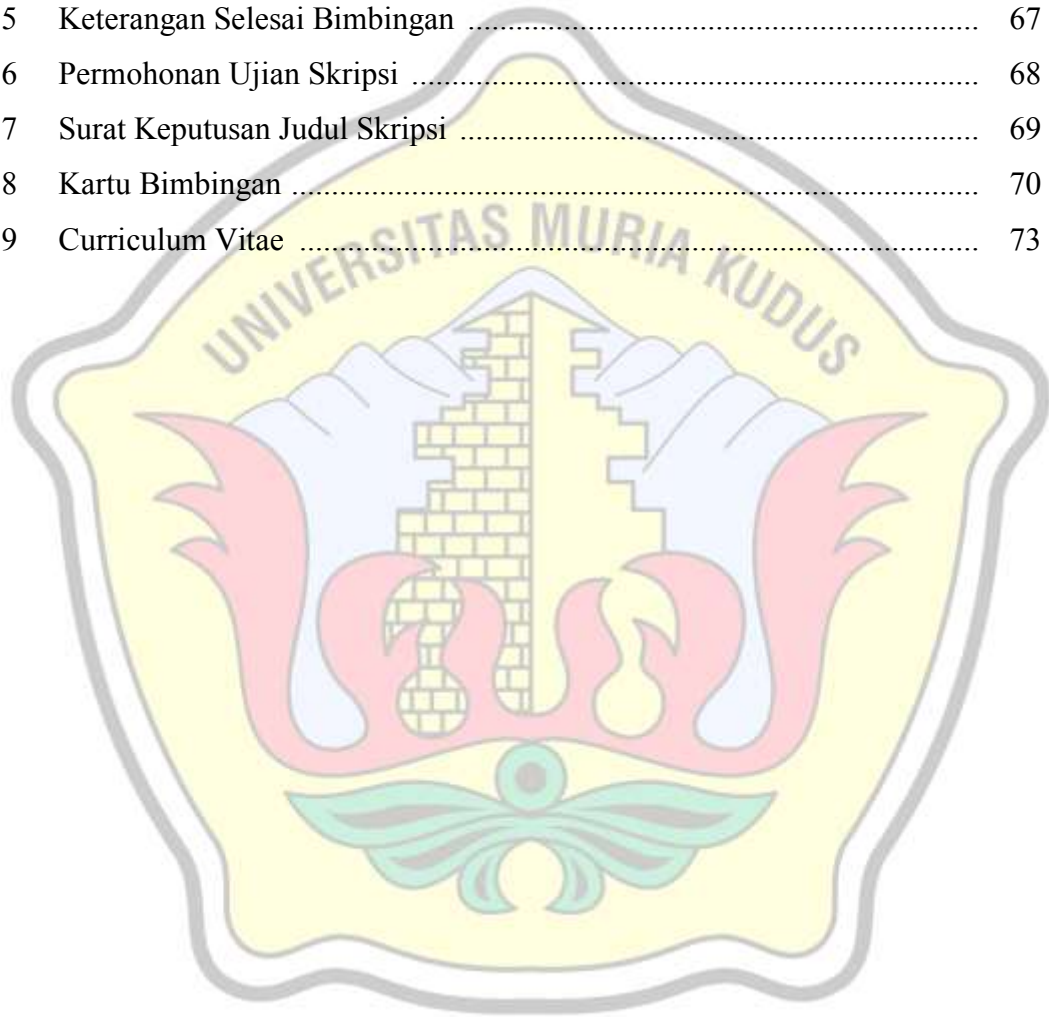 5 Keterangan Selesai Bimbingan ........................................................................ 67
6 Permohonan Ujian Skripsi ................................................................................ 68
7 Surat Keputusan Judul Skripsi ......................................................................... 69
8 Kartu Bimbingan ................................................................................................ 70
9 Curriculum Vitae ............................................................................................... 73
UNIVERSITAS MURIA KUDUS